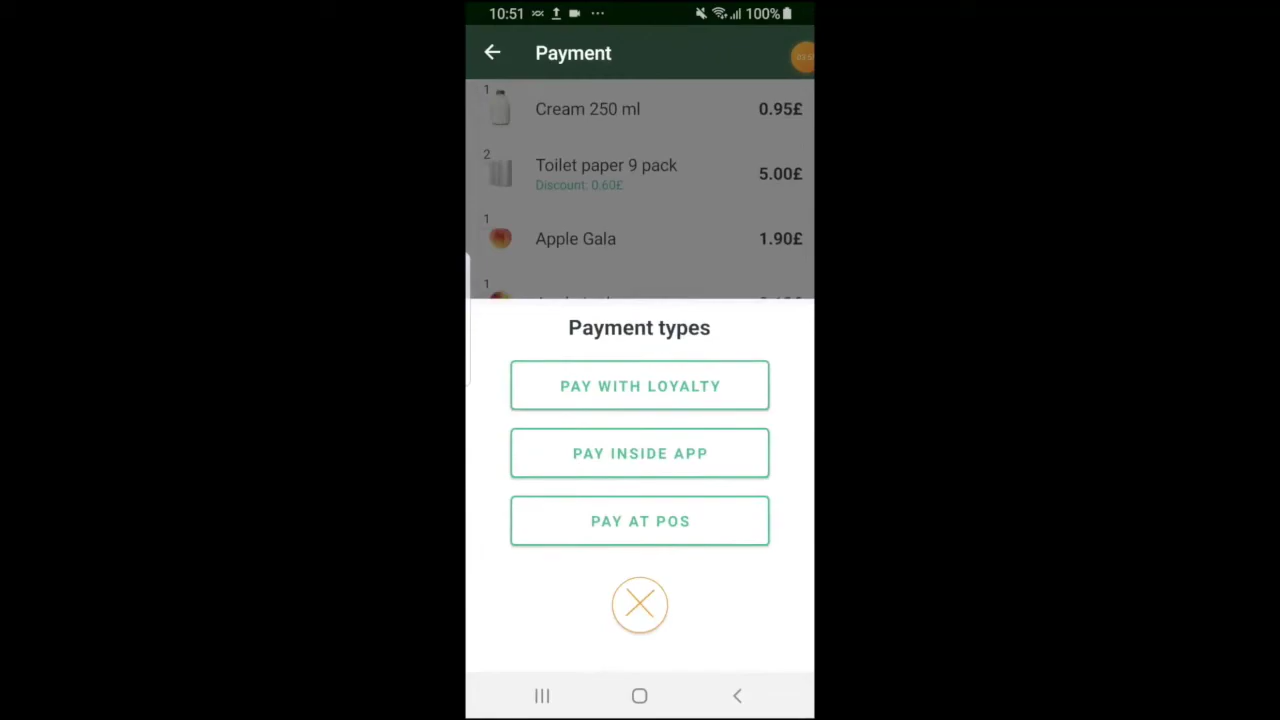 10:51 100%
Payment
1
Cream 250 ml 0.95£
2
Toilet paper 9 pack 5.00£
Discount: 0.60£
1
Apple Gala 1.90£
1
Payment types
PAY WITH LOYALTY
PAY INSIDE APP
PAY AT POS